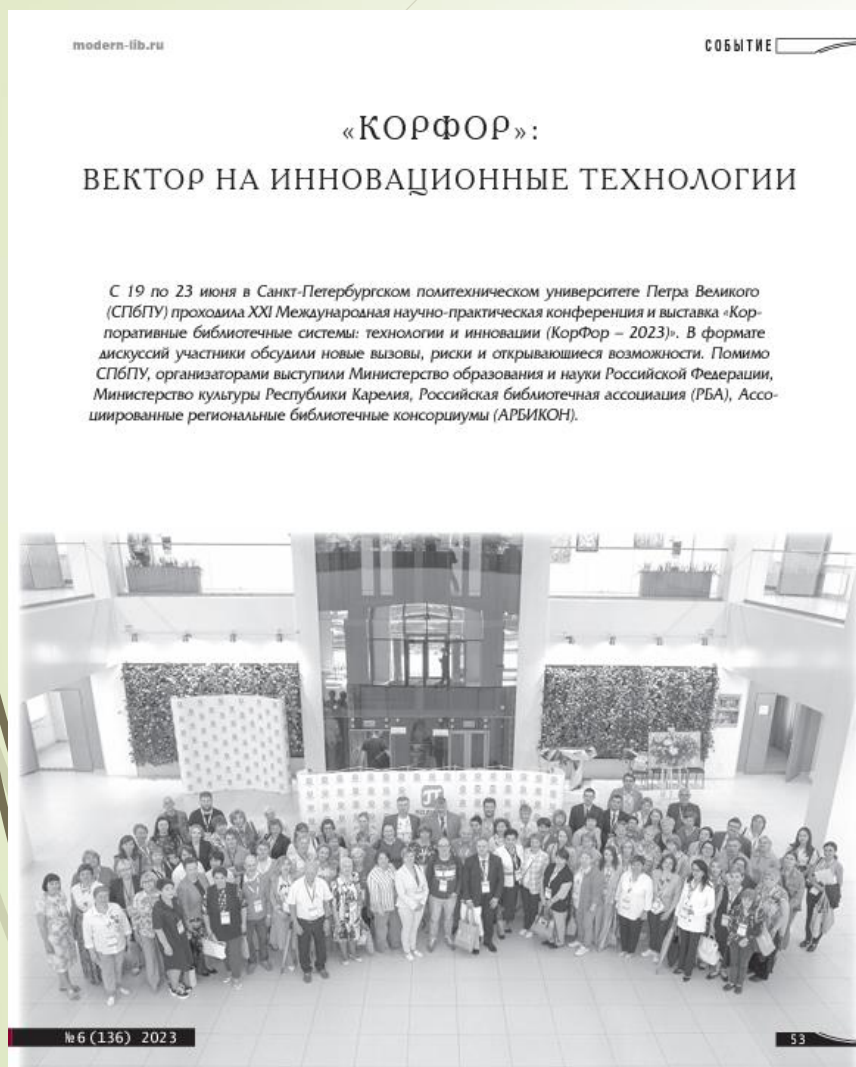 modern-lib.ru
СОБЫТИЕ
«КОРФОР»:
ВЕКТОР НА ИННОВАЦИОННЫЕ ТЕХНОЛОГИИ
С 19 по 23 июня в Санкт-Петербургском политехническом университете Петра Великого
(СПбПУ) проходила XXI Международная научно-практическая конференция и выставка «Кор-
поративные библиотечные системы: технологии и инновации (КорФор – 2023)». В формате
дискуссий участники обсудили новые вызовы, риски и открывающиеся возможности. Помимо
СПбПУ, организаторами выступили Министерство образования и науки Российской Федерации,
Министерство культуры Республики Карелия, Российская библиотечная ассоциация (РБА), Ассо-
циированные региональные библиотечные консорциумы (АРБИКОН).
№6 (136) 2023
53